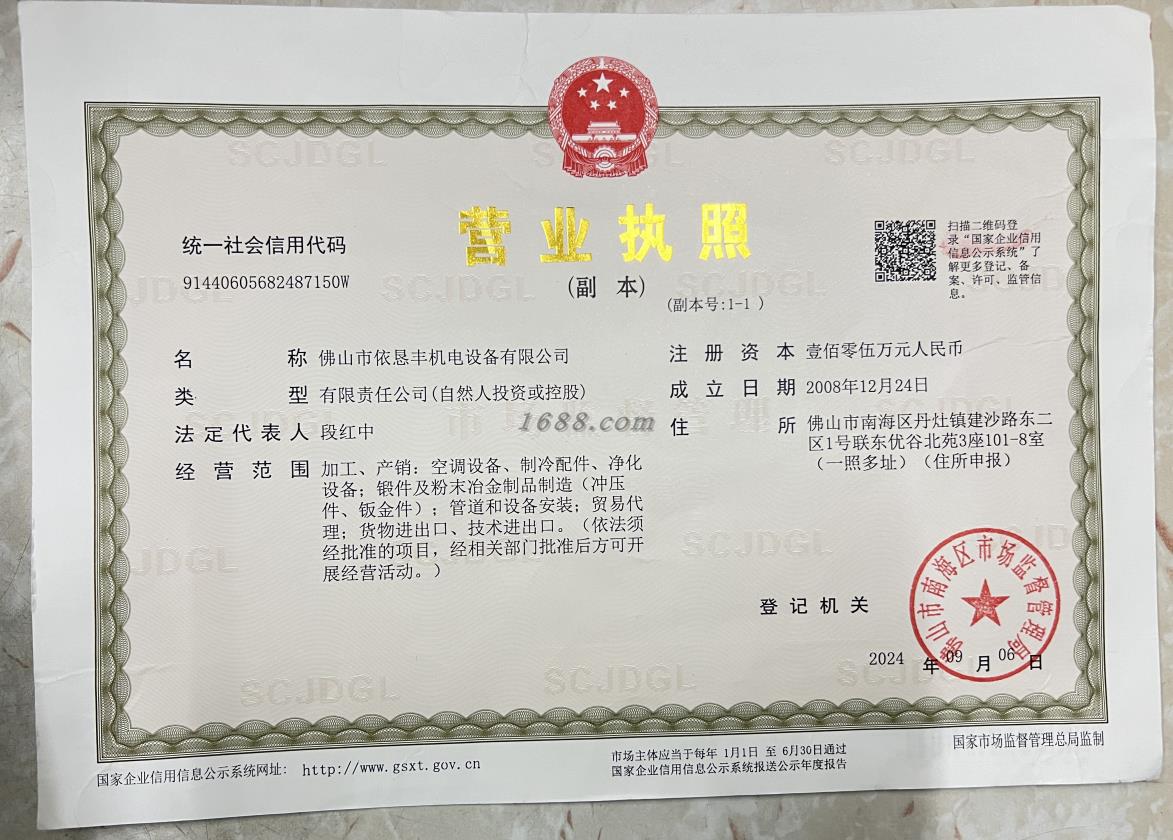 营业执照
(副 本)
(副本号:1-1 )
统一社会信用代码
91440605682487150W
扫描二维码登
录“国家企业信用
信息公示系统”了
解更多登记、备
案、许可、监管信
息。
名 称 佛山市依恳丰机电设备有限公司
类 型 有限责任公司(自然人投资或控股)
法定代表人 段红中
经营范围 加工、产销：空调设备、制冷配件、净化
设备；锻件及粉末冶金制品制造（冲压
件、钣金件）；管道和设备安装；贸易代
理；货物进出口、技术进出口。（依法须
经批准的项目，经相关部门批准后方可开
展经营活动。）
注册资本 壹佰零伍万元人民币
成立日期 2008年12月24日
住 所 佛山市南海区丹灶镇建沙路东二
区1号联东优谷北苑3座101-8室
（一照多址）（住所申报）
1688.com
登记机关
佛山市南海区市场监督管理局
2024 年 09 月 06 日
国家企业信用信息公示系统网址： http://www.gsxt.gov.cn
市场主体应当于每年 1月1日 至 6月30日通过
国家企业信用信息公示系统报送公示年度报告
国家市场监督管理总局监制
SCJDGL
SCJDGL
SCJDGL
SCJDGL
SCJDGL
SCJDGL
SCJDGL
SCJDGL
SCJDGL